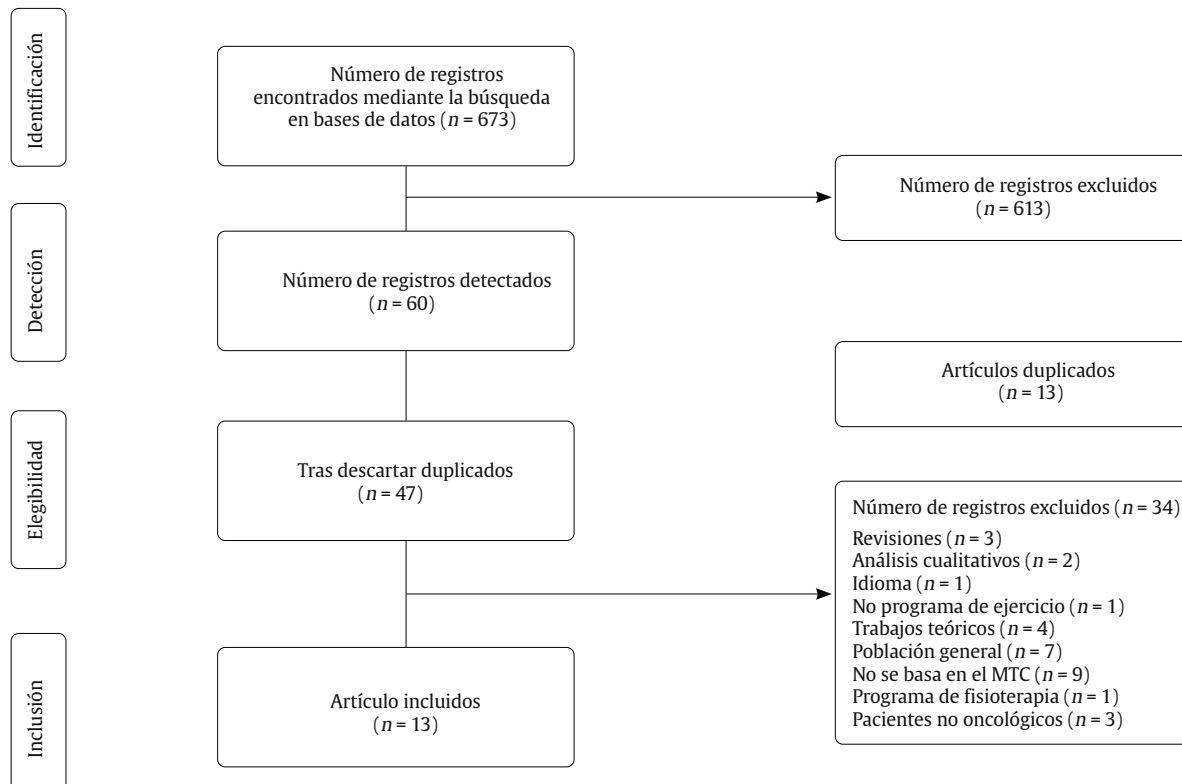 Identificación
Número de registros
encontrados mediante la búsqueda
en bases de datos (n = 673)
Número de registros excluidos
(n = 613)
Detección
Número de registros detectados
(n = 60)
Artículos duplicados
(n = 13)
Elegibilidad
Tras descartar duplicados
(n = 47)
Número de registros excluidos (n = 34)
Revisiones (n = 3)
Análisis cualitativos (n = 2)
Idioma (n = 1)
No programa de ejercicio (n = 1)
Trabajos teóricos (n = 4)
Población general (n = 7)
No se basa en el MTC (n = 9)
Programa de fisioterapia (n = 1)
Pacientes no oncológicos (n = 3)
Inclusión
Artículo incluidos
(n = 13)